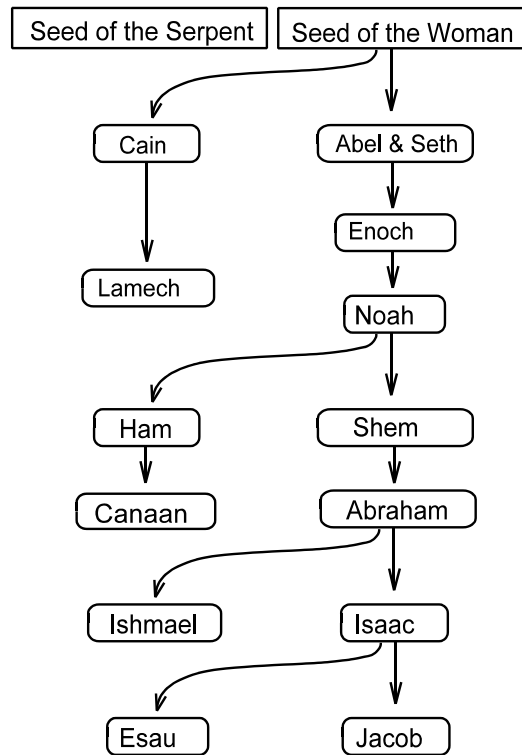 Seed of the Serpent
Seed of the Woman
Cain
Abel & Seth
Enoch
Lamech
Noah
Ham
Shem
Canaan
Abraham
Ishmael
Isaac
Esau
Jacob